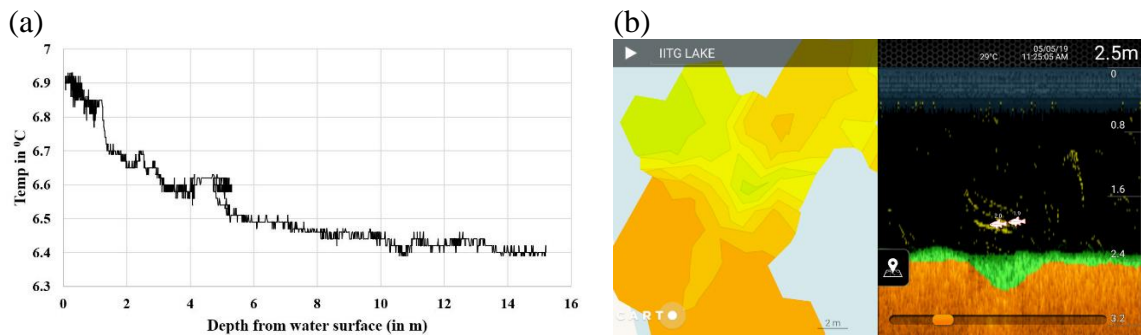 (a)
7
6.9
6.8
6.7
6.6
6.5
6.4
6.3
0 2 4 6 8 10 12 14 16
Temp in ⁰C
Depth from water surface (in m)
(b)
IITG LAKE
29°C
05/05/19
11:25:05 AM
2.5m
0
0.8
1.6
2.4
3.2
CARTO
2 m